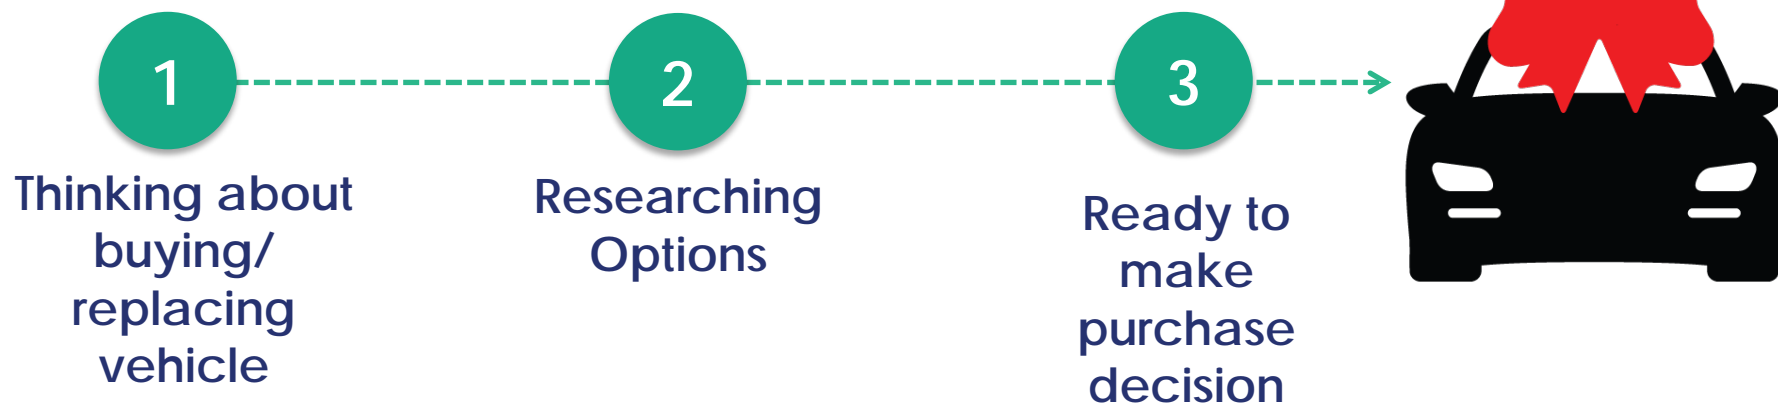 1
Thinking about
buying/
replacing
vehicle
2
Researching
Options
3
Ready to
make
purchase
decision